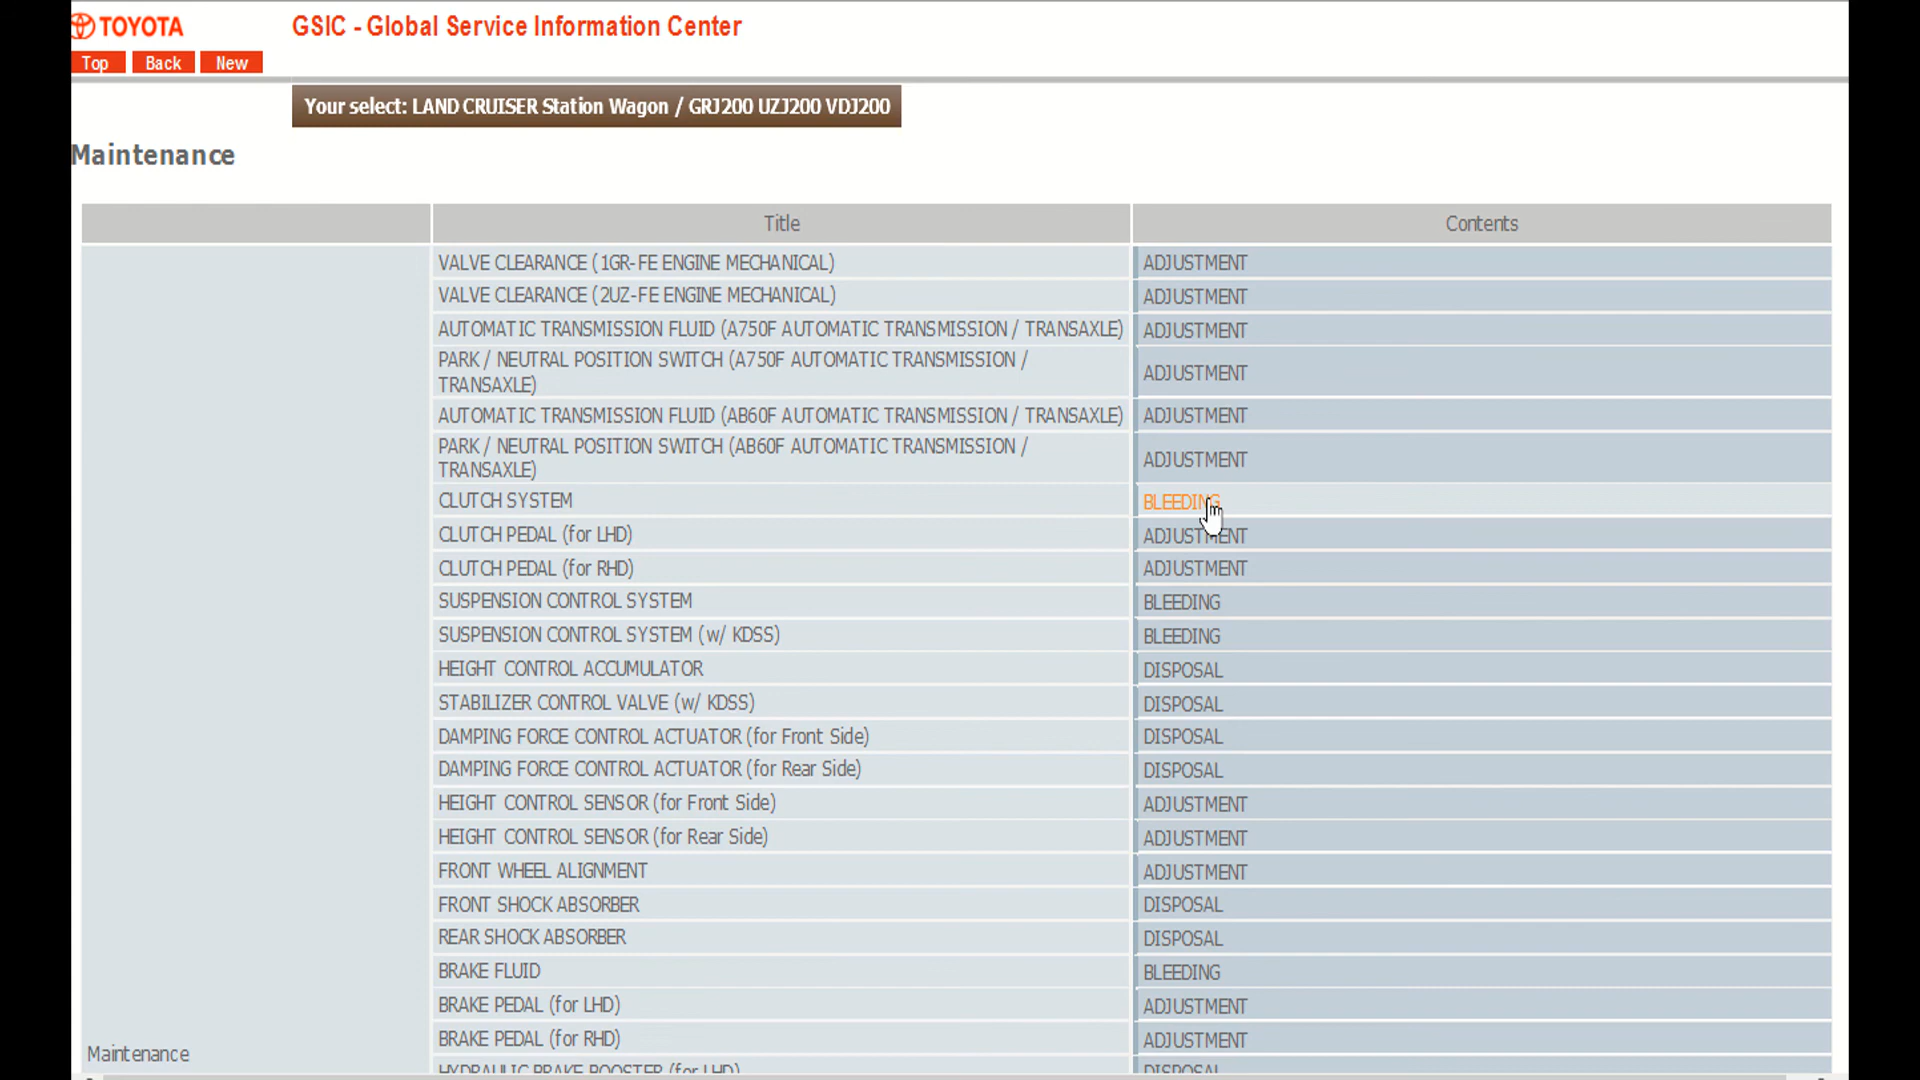 TOYOTA
GSIC - Global Service Information Center
Top Back New
Your select: LAND CRUISER Station Wagon / GRJ200 UZJ200 VDJ200
Maintenance
Title Contents
VALVE CLEARANCE (1GR-FE ENGINE MECHANICAL) ADJUSTMENT
VALVE CLEARANCE (2UZ-FE ENGINE MECHANICAL) ADJUSTMENT
AUTOMATIC TRANSMISSION FLUID (A750F AUTOMATIC TRANSMISSION / TRANSAXLE) ADJUSTMENT
PARK / NEUTRAL POSITION SWITCH (A750F AUTOMATIC TRANSMISSION /
TRANSAXLE) ADJUSTMENT
AUTOMATIC TRANSMISSION FLUID (AB60F AUTOMATIC TRANSMISSION / TRANSAXLE) ADJUSTMENT
PARK / NEUTRAL POSITION SWITCH (AB60F AUTOMATIC TRANSMISSION /
TRANSAXLE) ADJUSTMENT
CLUTCH SYSTEM BLEEDING
CLUTCH PEDAL (for LHD) ADJUSTMENT
CLUTCH PEDAL (for RHD) ADJUSTMENT
SUSPENSION CONTROL SYSTEM BLEEDING
SUSPENSION CONTROL SYSTEM (w/ KDSS) BLEEDING
HEIGHT CONTROL ACCUMULATOR DISPOSAL
STABILIZER CONTROL VALVE (w/ KDSS) DISPOSAL
DAMPING FORCE CONTROL ACTUATOR (for Front Side) DISPOSAL
DAMPING FORCE CONTROL ACTUATOR (for Rear Side) DISPOSAL
HEIGHT CONTROL SENSOR (for Front Side) ADJUSTMENT
HEIGHT CONTROL SENSOR (for Rear Side) ADJUSTMENT
FRONT WHEEL ALIGNMENT ADJUSTMENT
FRONT SHOCK ABSORBER DISPOSAL
REAR SHOCK ABSORBER DISPOSAL
BRAKE FLUID BLEEDING
BRAKE PEDAL (for LHD) ADJUSTMENT
BRAKE PEDAL (for RHD) ADJUSTMENT
Maintenance
HYDRAULIC BRAKE BOOSTER (for LHD) DISPOSAL